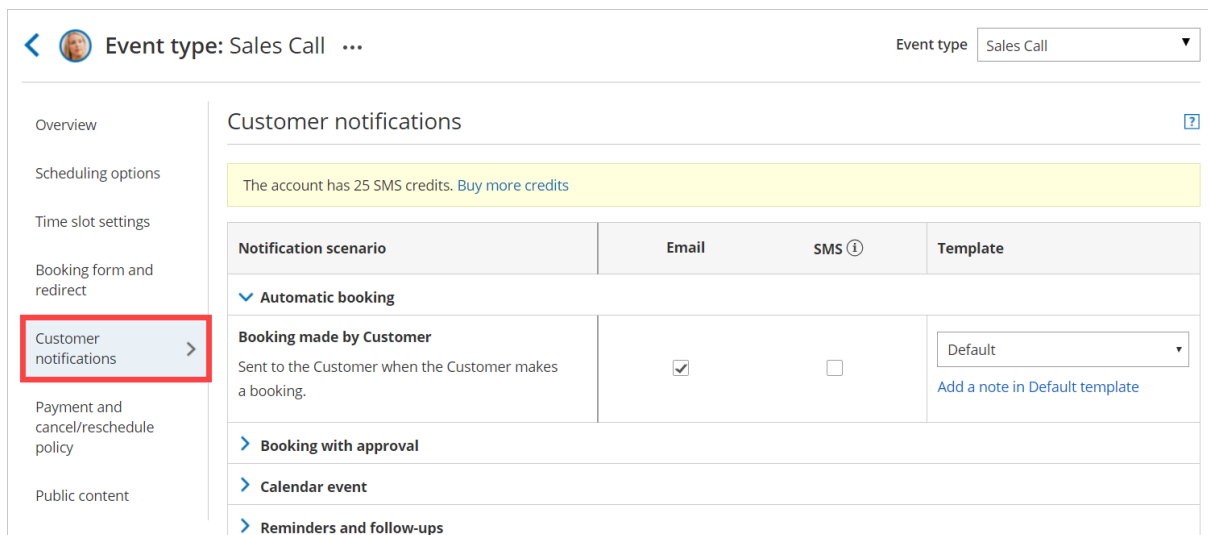 Event type: Sales Call ...
Event type
Sales Call
Overview
Scheduling options
Time slot settings
Booking form and
redirect
Customer
notifications
Payment and
cancel/reschedule
policy
Public content
Customer notifications
?
The account has 25 SMS credits. Buy more credits
Notification scenario
Email
SMS i
Template
Automatic booking
Booking made by Customer
Sent to the Customer when the Customer makes
a booking.
Default
Add a note in Default template
Booking with approval
Calendar event
Reminders and follow-ups